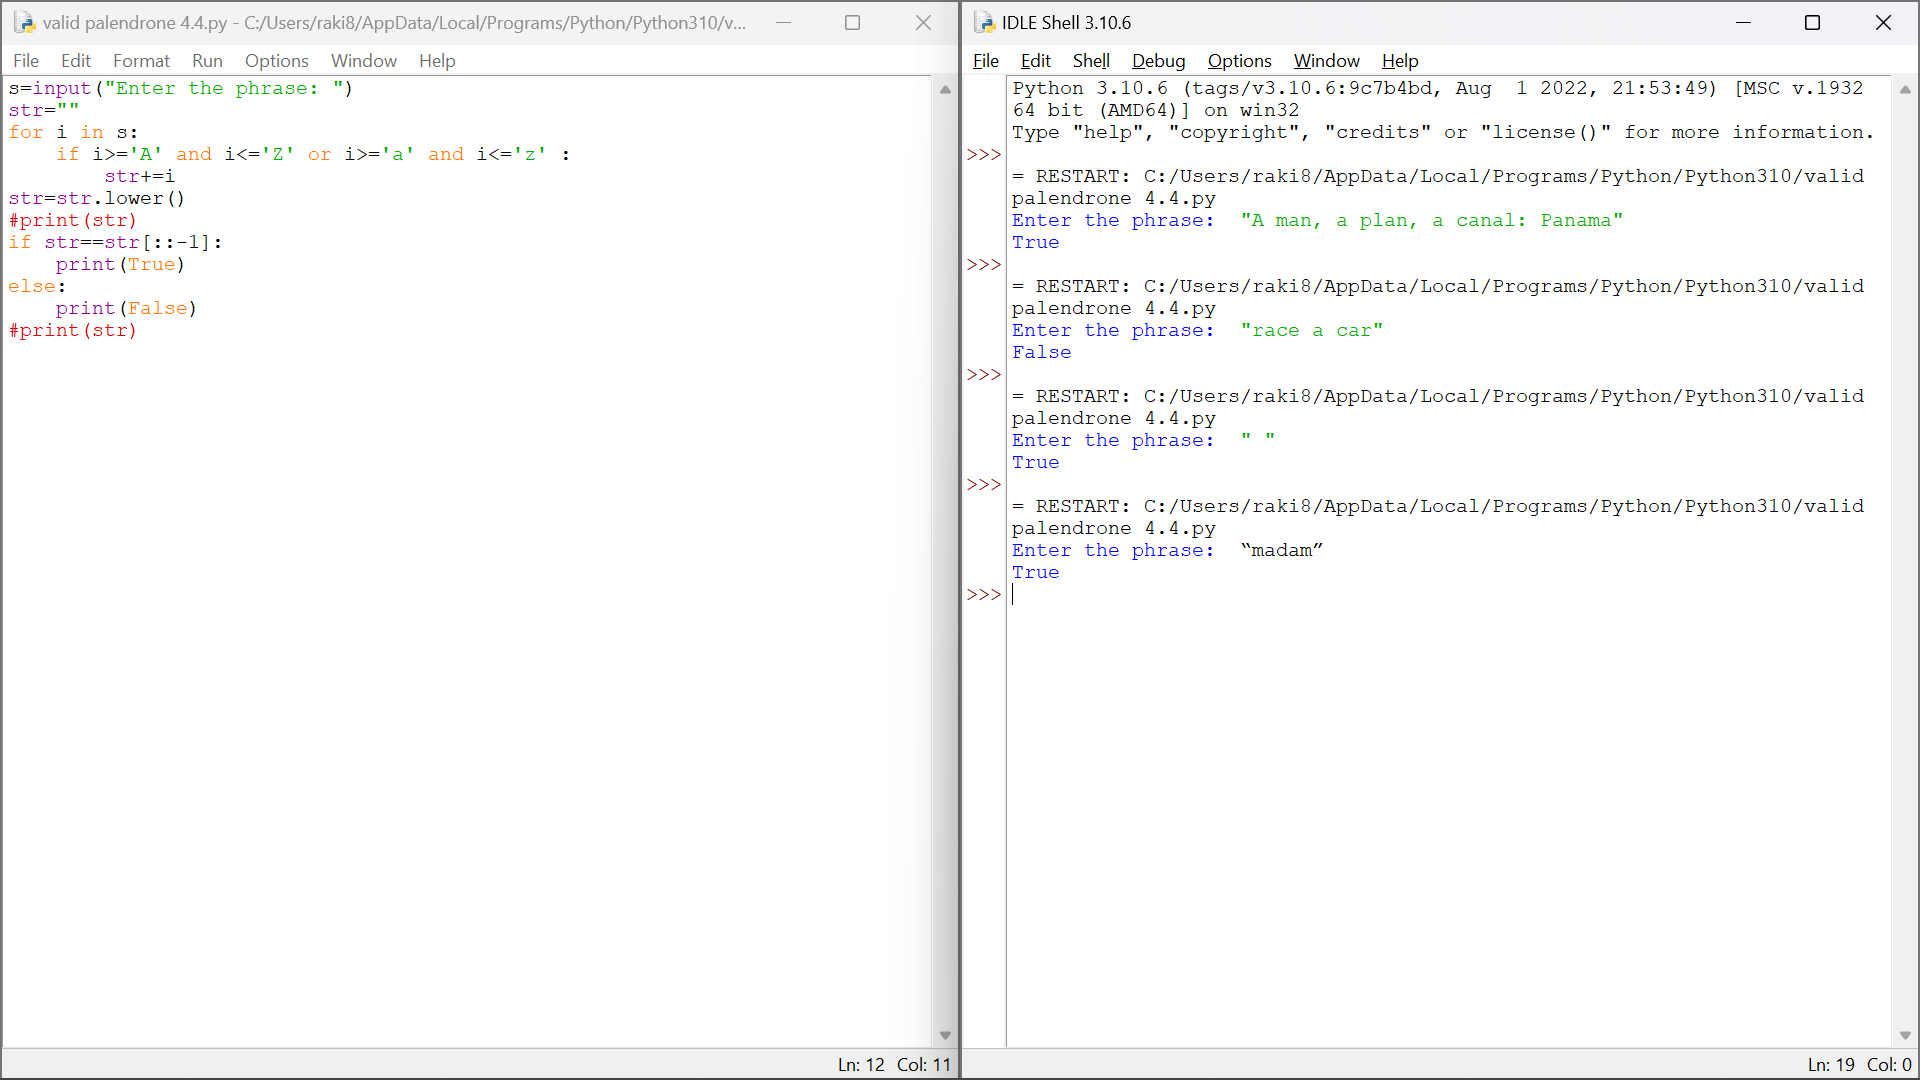 valid palendrone 4.4.py - C:/Users/raki8/AppData/Local/Programs/Python/Python310/v...
File Edit Format Run Options Window Help
s=input("Enter the phrase: ")
str=""
for i in s:
    if i>='A' and i<='Z' or i>='a' and i<='z' :
        str+=i
str=str.lower()
#print(str)
if str==str[::-1]:
    print(True)
else:
    print(False)
#print(str)
Ln: 12 Col: 11
IDLE Shell 3.10.6
File Edit Shell Debug Options Window Help
Python 3.10.6 (tags/v3.10.6:9c7b4bd, Aug  1 2022, 21:53:49) [MSC v.1932
64 bit (AMD64)] on win32
Type "help", "copyright", "credits" or "license()" for more information.
>>>
= RESTART: C:/Users/raki8/AppData/Local/Programs/Python/Python310/valid
palendrone 4.4.py
Enter the phrase:  "A man, a plan, a canal: Panama"
True
>>>
= RESTART: C:/Users/raki8/AppData/Local/Programs/Python/Python310/valid
palendrone 4.4.py
Enter the phrase:  "race a car"
False
>>>
= RESTART: C:/Users/raki8/AppData/Local/Programs/Python/Python310/valid
palendrone 4.4.py
Enter the phrase:  " "
True
>>>
= RESTART: C:/Users/raki8/AppData/Local/Programs/Python/Python310/valid
palendrone 4.4.py
Enter the phrase:  “madam”
True
>>>
Ln: 19 Col: 0